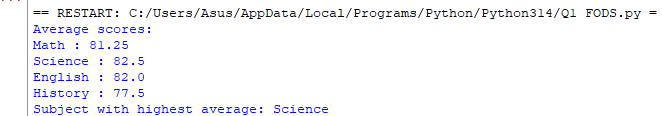 == RESTART: C:/Users/Asus/AppData/Local/Programs/Python/Python314/Q1 FODS.py =
Average scores:
Math : 81.25
Science : 82.5
English : 82.0
History : 77.5
Subject with highest average: Science